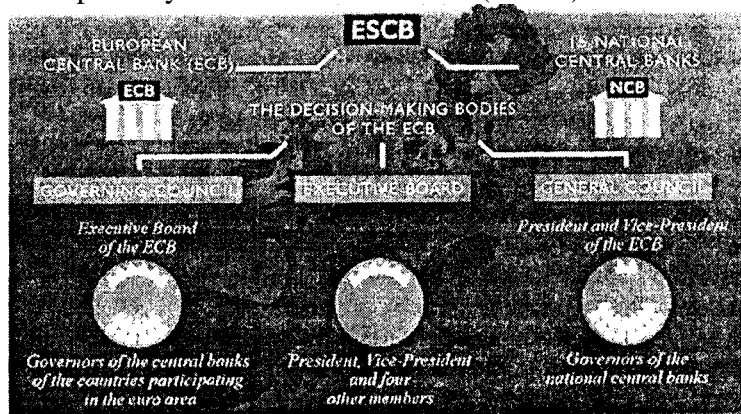 ESCB
EUROPEAN
CENTRAL BANK (ECB)
ECB
NATIONAL
CENTRAL BANKS
NCB
THE DECISION-MAKING BODIES
OF THE ECB
GOVERNING COUNCIL
EXECUTIVE BOARD
GENERAL COUNCIL
Executive Board
of the ECB
President and Vice-President
of the ECB
Governors of the central banks
of the countries participating
in the euro area
President, Vice-President
and four
other members
Governors of the
national central banks